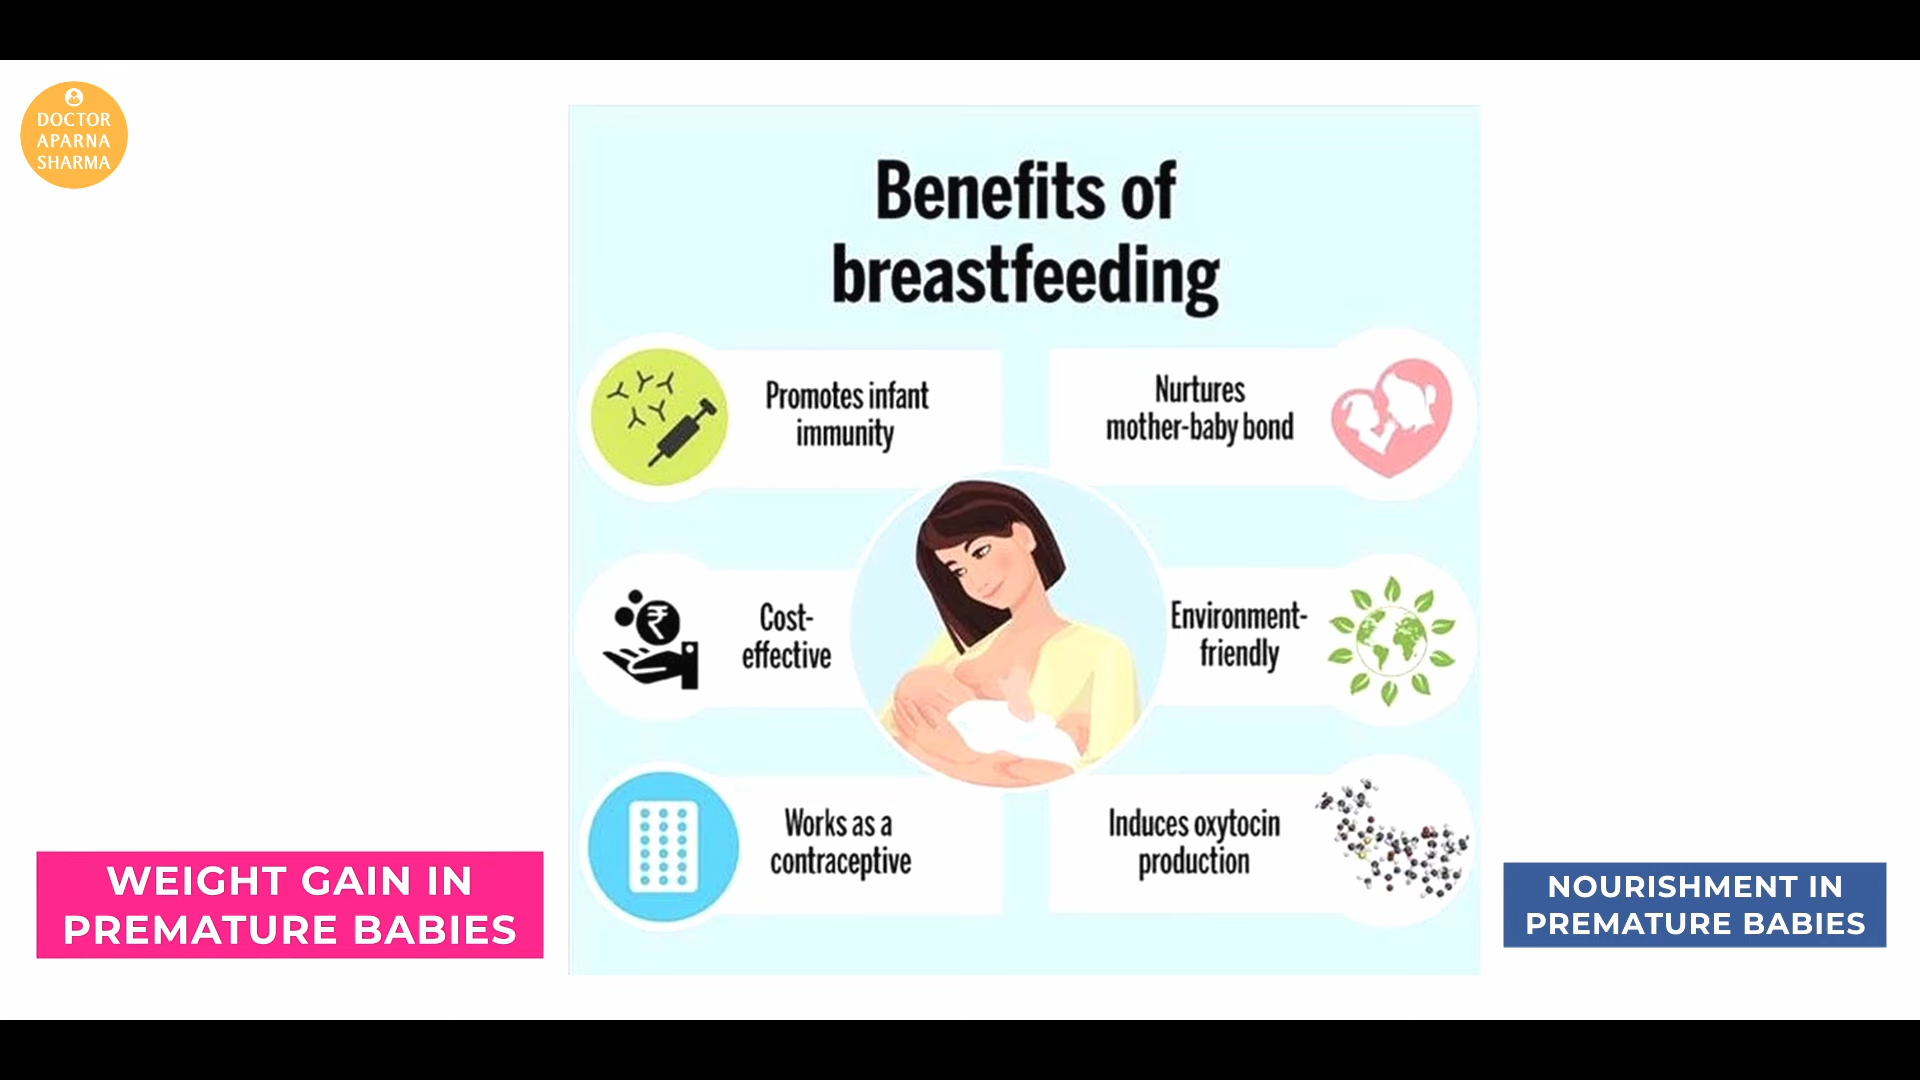 DOCTOR
APARNA
SHARMA
Benefits of
breastfeeding
Promotes infant
immunity
Nurtures
mother-baby bond
₹
Cost-
effective
Environment-
friendly
Works as a
contraceptive
Induces oxytocin
production
WEIGHT GAIN IN
PREMATURE BABIES
NOURISHMENT IN
PREMATURE BABIES